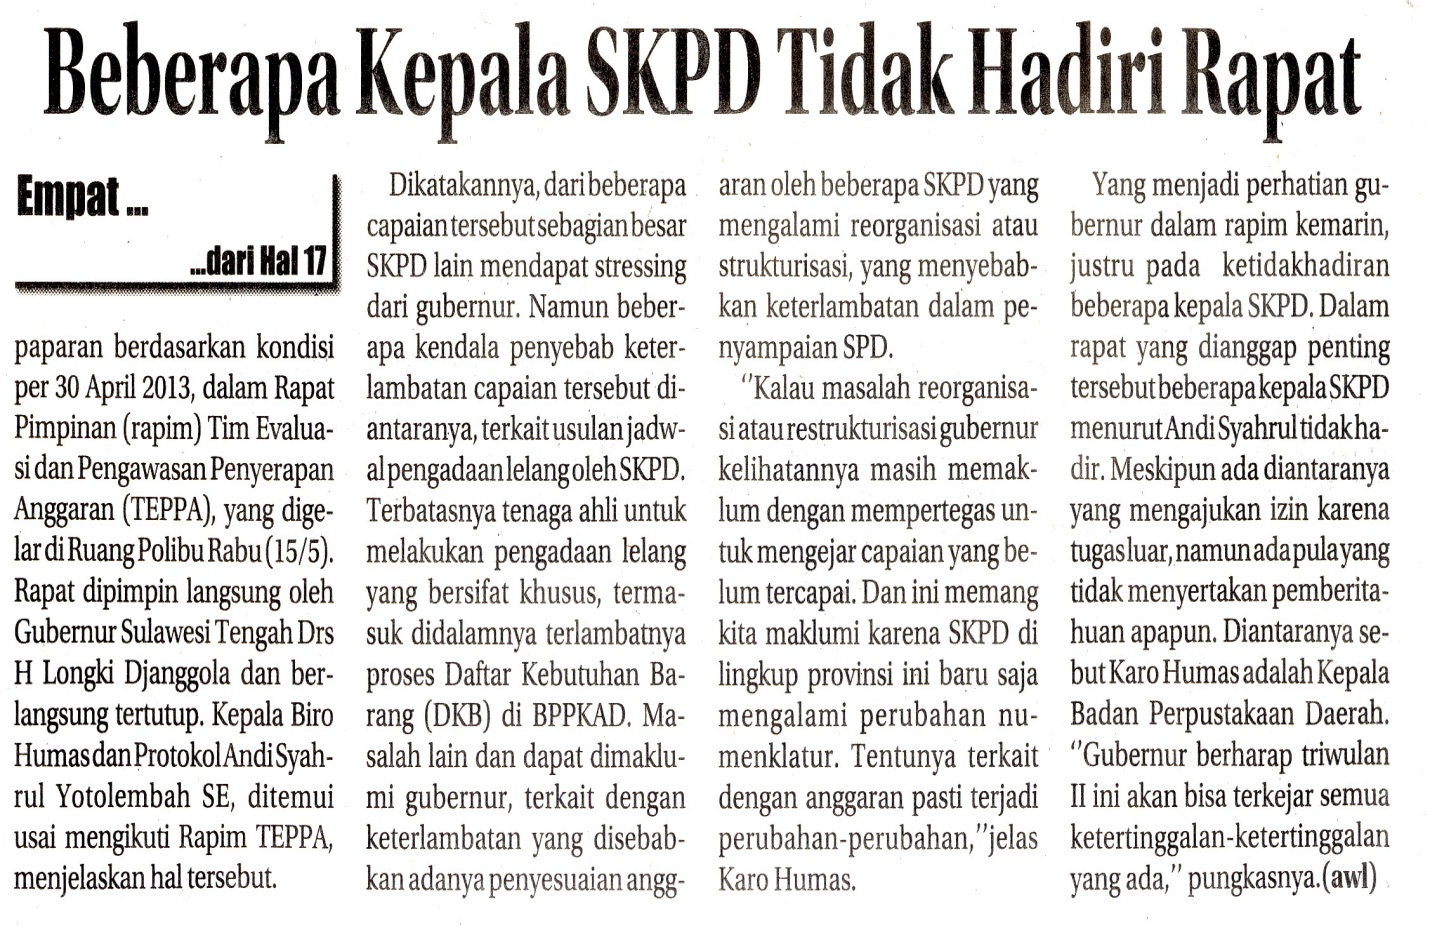 Beberapa Kepala SKPD Tidak Hadiri Rapat
Empat ...
...dari Hal 17
paparan berdasarkan kondisi
per 30 April 2013, dalam Rapat
Pimpinan (rapim) Tim Evalua-
si dan Pengawasan Penyerapan
Anggaran (TEPPA), yang dige-
lar di Ruang Polibu Rabu (15/5).
Rapat dipimpin langsung oleh
Gubernur Sulawesi Tengah Drs
H Longki Djanggola dan ber-
langsung tertutup. Kepala Biro
Humas dan Protokol Andi Syah-
rul Yotolembah SE, ditemui
usai mengikuti Rapim TEPPA,
menjelaskan hal tersebut.
Dikatakannya, dari beberapa
capaian tersebut sebagian besar
SKPD lain mendapat stressing
dari gubernur. Namun beber-
apa kendala penyebab keter-
lambatan capaian tersebut di-
antaranya, terkait usulan jadw-
al pengadaan lelang oleh SKPD.
Terbatasnya tenaga ahli untuk
melakukan pengadaan lelang
yang bersifat khusus, terma-
suk didalamnya terlambatnya
proses Daftar Kebutuhan Ba-
rang (DKB) di BPPKAD. Ma-
salah lain dan dapat dimaklu-
mi gubernur, terkait dengan
keterlambatan yang disebab-
kan adanya penyesuaian angg-
aran oleh beberapa SKPD yang
mengalami reorganisasi atau
strukturisasi, yang menyebab-
kan keterlambatan dalam pe-
nyampaian SPD.
''Kalau masalah reorganisa-
si atau restrukturisasi gubernur
kelihatannya masih memak-
lum dengan mempertegas un-
tuk mengejar capaian yang be-
lum tercapai. Dan ini memang
kita maklumi karena SKPD di
lingkup provinsi ini baru saja
mengalami perubahan nu-
menklatur. Tentunya terkait
dengan anggaran pasti terjadi
perubahan-perubahan,''jelas
Karo Humas.
Yang menjadi perhatian gu-
bernur dalam rapim kemarin,
justru pada ketidakhadiran
beberapa kepala SKPD. Dalam
rapat yang dianggap penting
tersebut beberapa kepala SKPD
menurut Andi Syahrul tidak ha-
dir. Meskipun ada diantaranya
yang mengajukan izin karena
tugas luar, namun ada pula yang
tidak menyertakan pemberita-
huan apapun. Diantaranya se-
but Karo Humas adalah Kepala
Badan Perpustakaan Daerah.
''Gubernur berharap triwulan
II ini akan bisa terkejar semua
ketertinggalan-ketertinggalan
yang ada,'' pungkasnya.(awl)